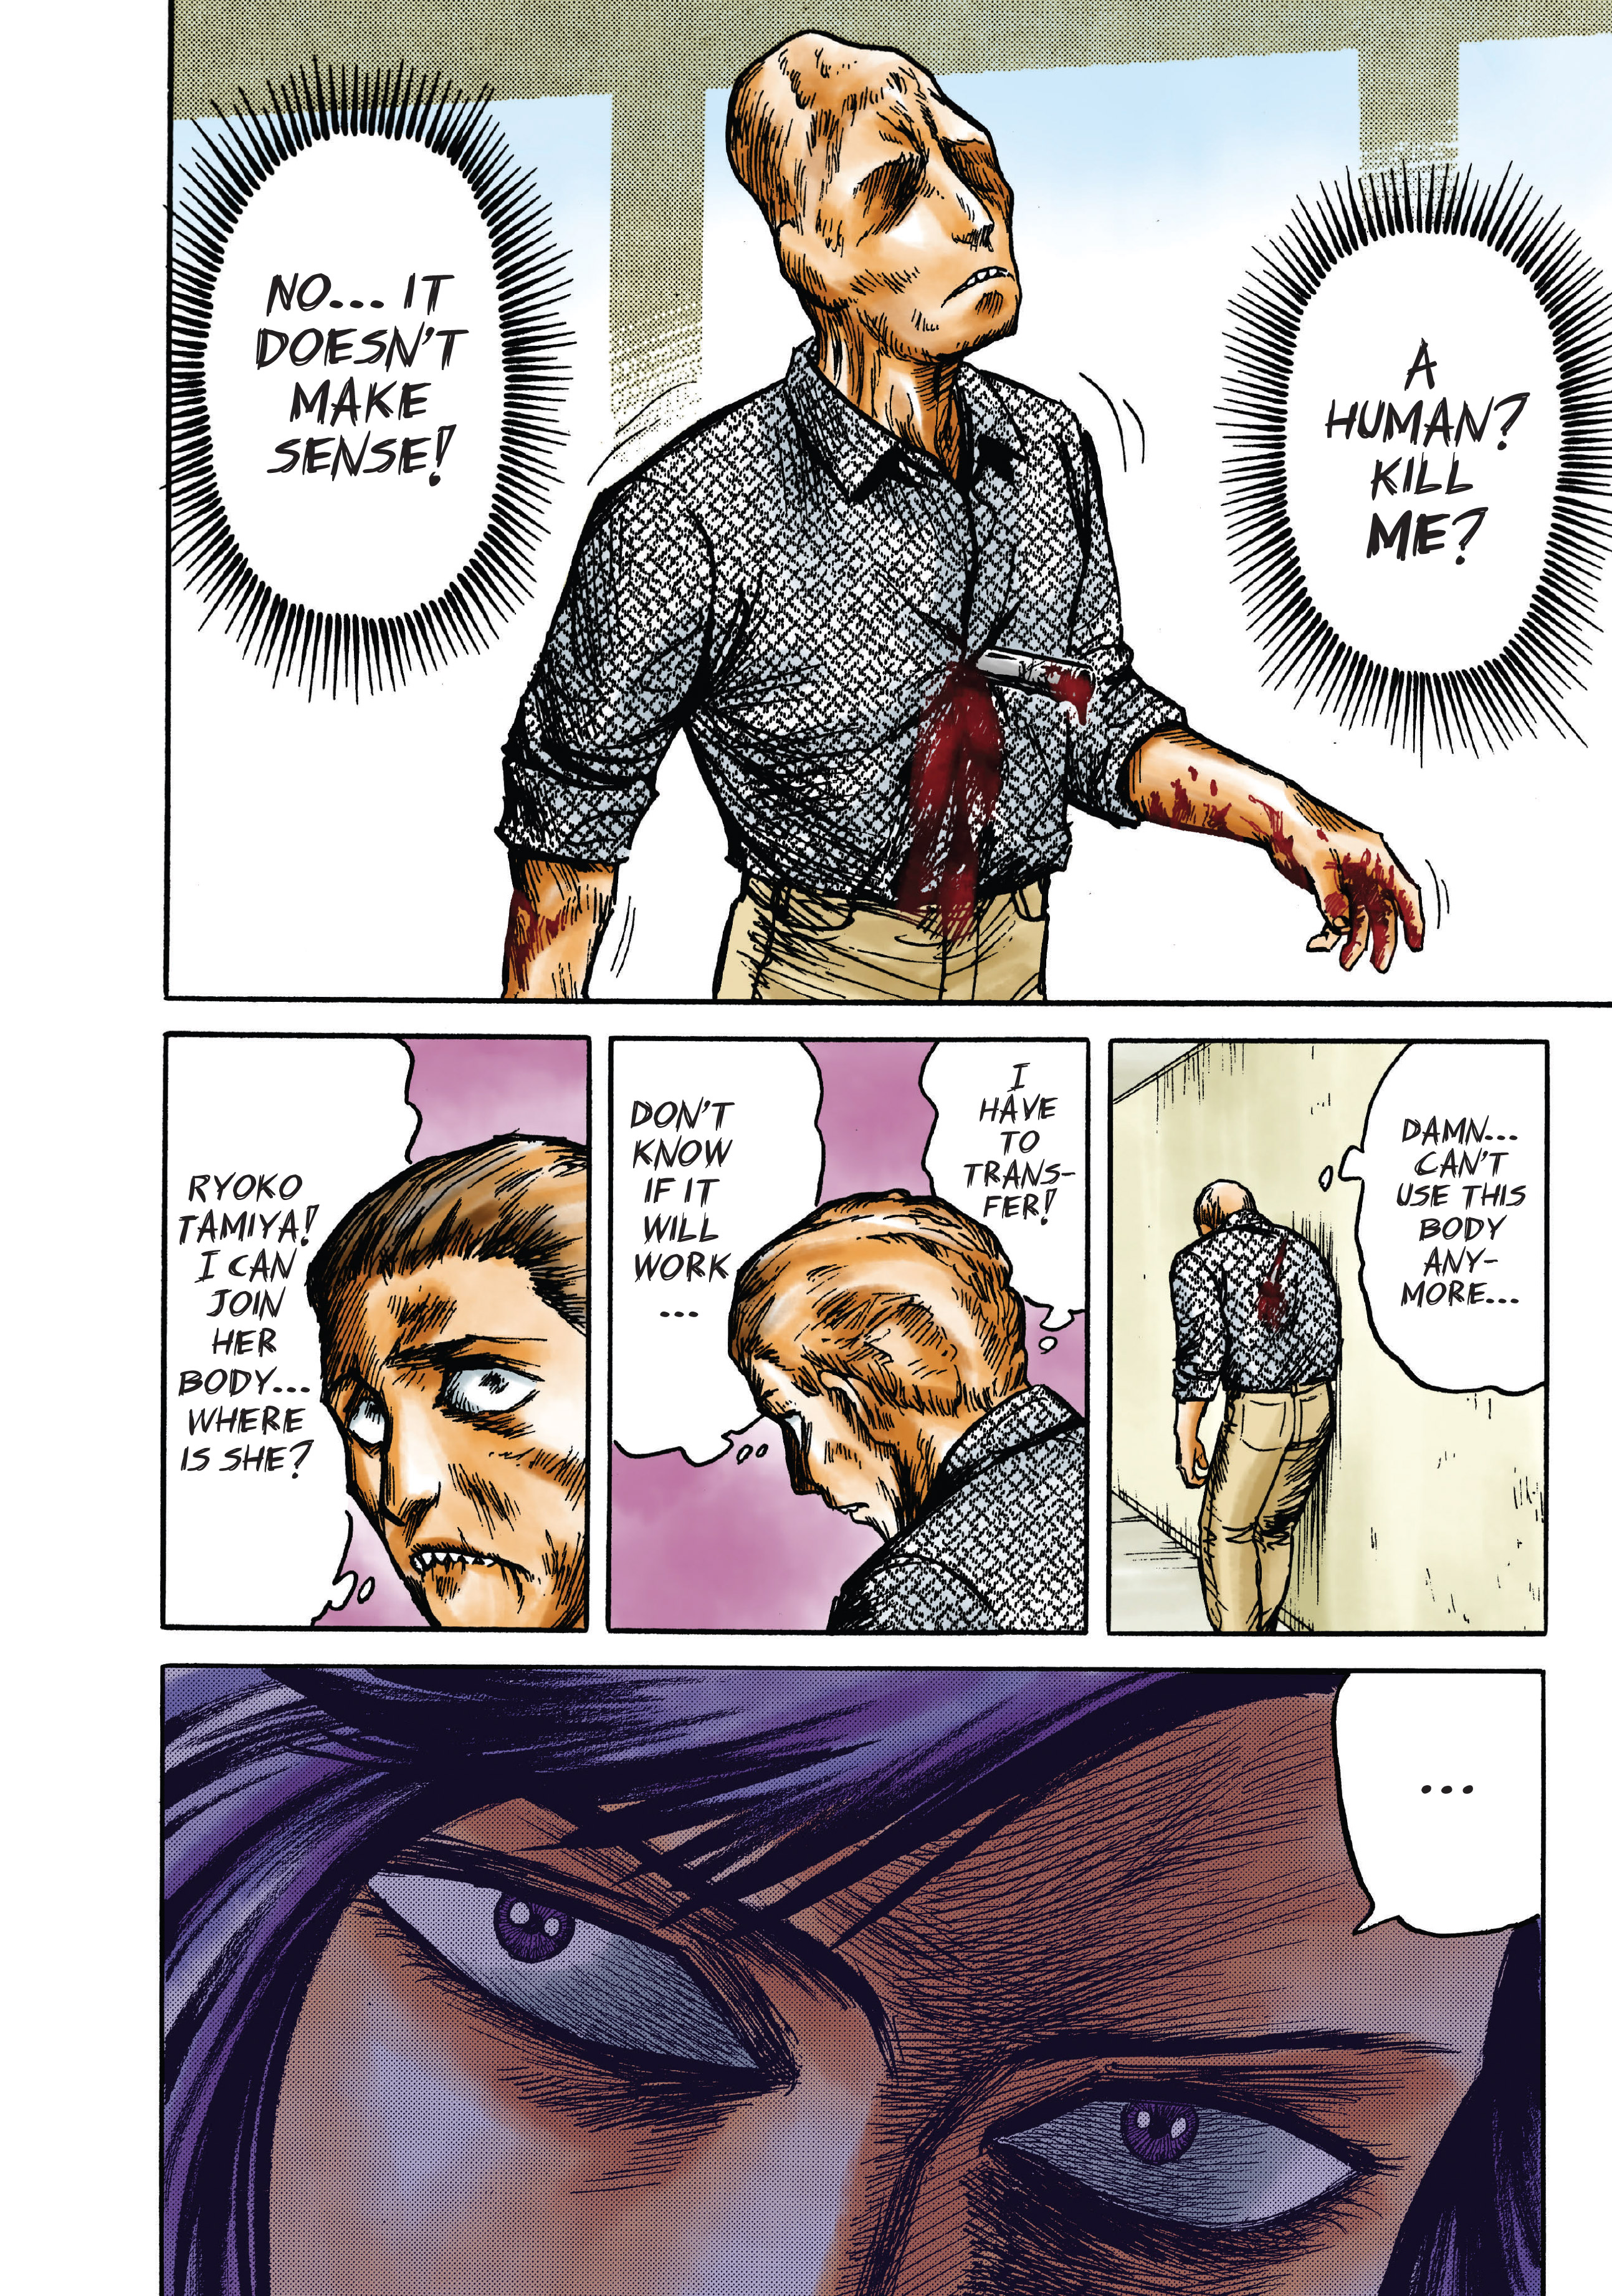 A
HUMAN?
KILL
ME?
NO... IT
DOESN'T
MAKE
SENSE!
DAMN...
CAN'T
USE THIS
BODY
ANY-
MORE...
I
HAVE
TO
TRANS-
FER!
DON'T
KNOW
IF IT
WILL
WORK
...
RYOKO
TAMIYA!
I CAN
JOIN
HER
BODY...
WHERE
IS SHE?
...